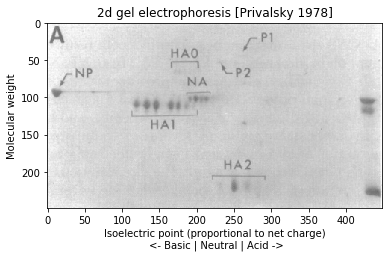 2d gel electrophoresis [Privalsky 1978]
A
P1
HA0
NP
P2
NA
HA1
HA2
0
50
100
150
200
Molecular weight
0 50 100 150 200 250 300 350 400
Isoelectric point (proportional to net charge)
<- Basic | Neutral | Acid ->